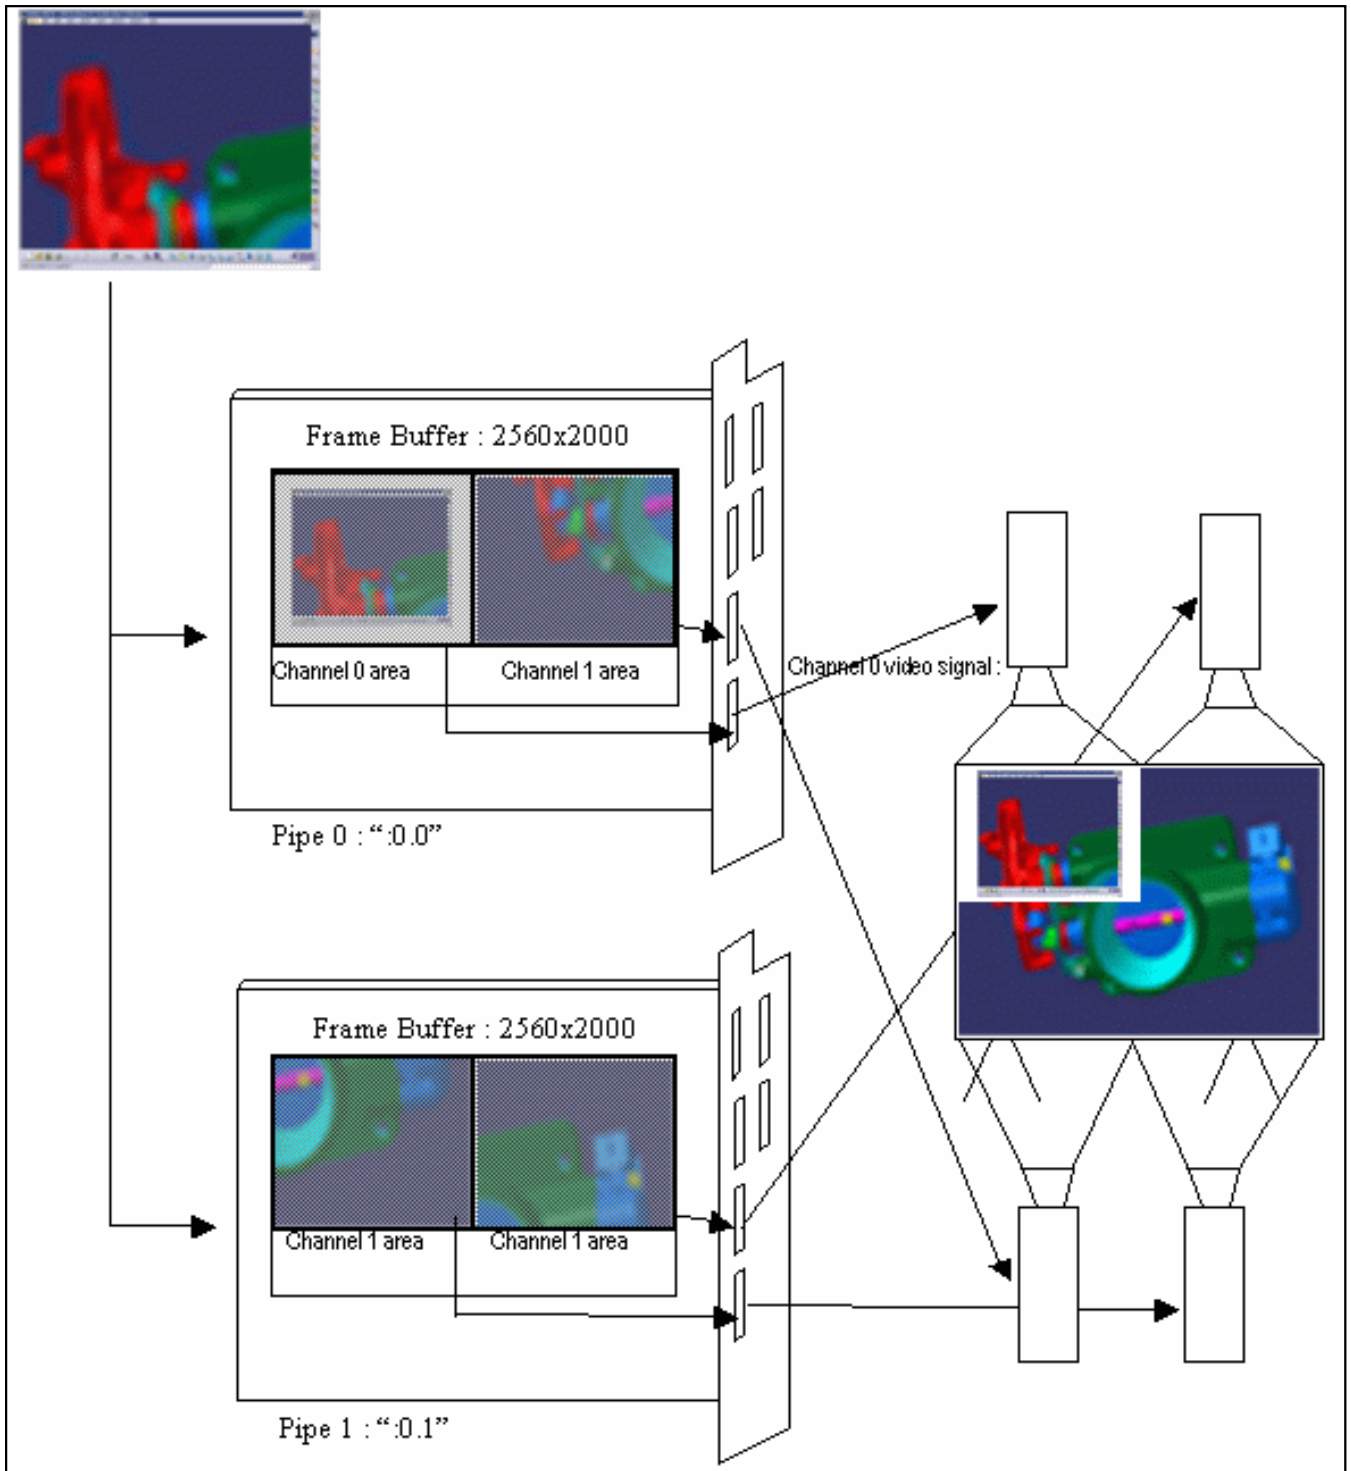 Frame Buffer : 2560x2000
Channel 0 area
Channel 1 area
Channel 0 video signal :
Pipe 0 : “:0.0”
Frame Buffer : 2560x2000
Channel 1 area
Channel 1 area
Pipe 1 : “:0.1”